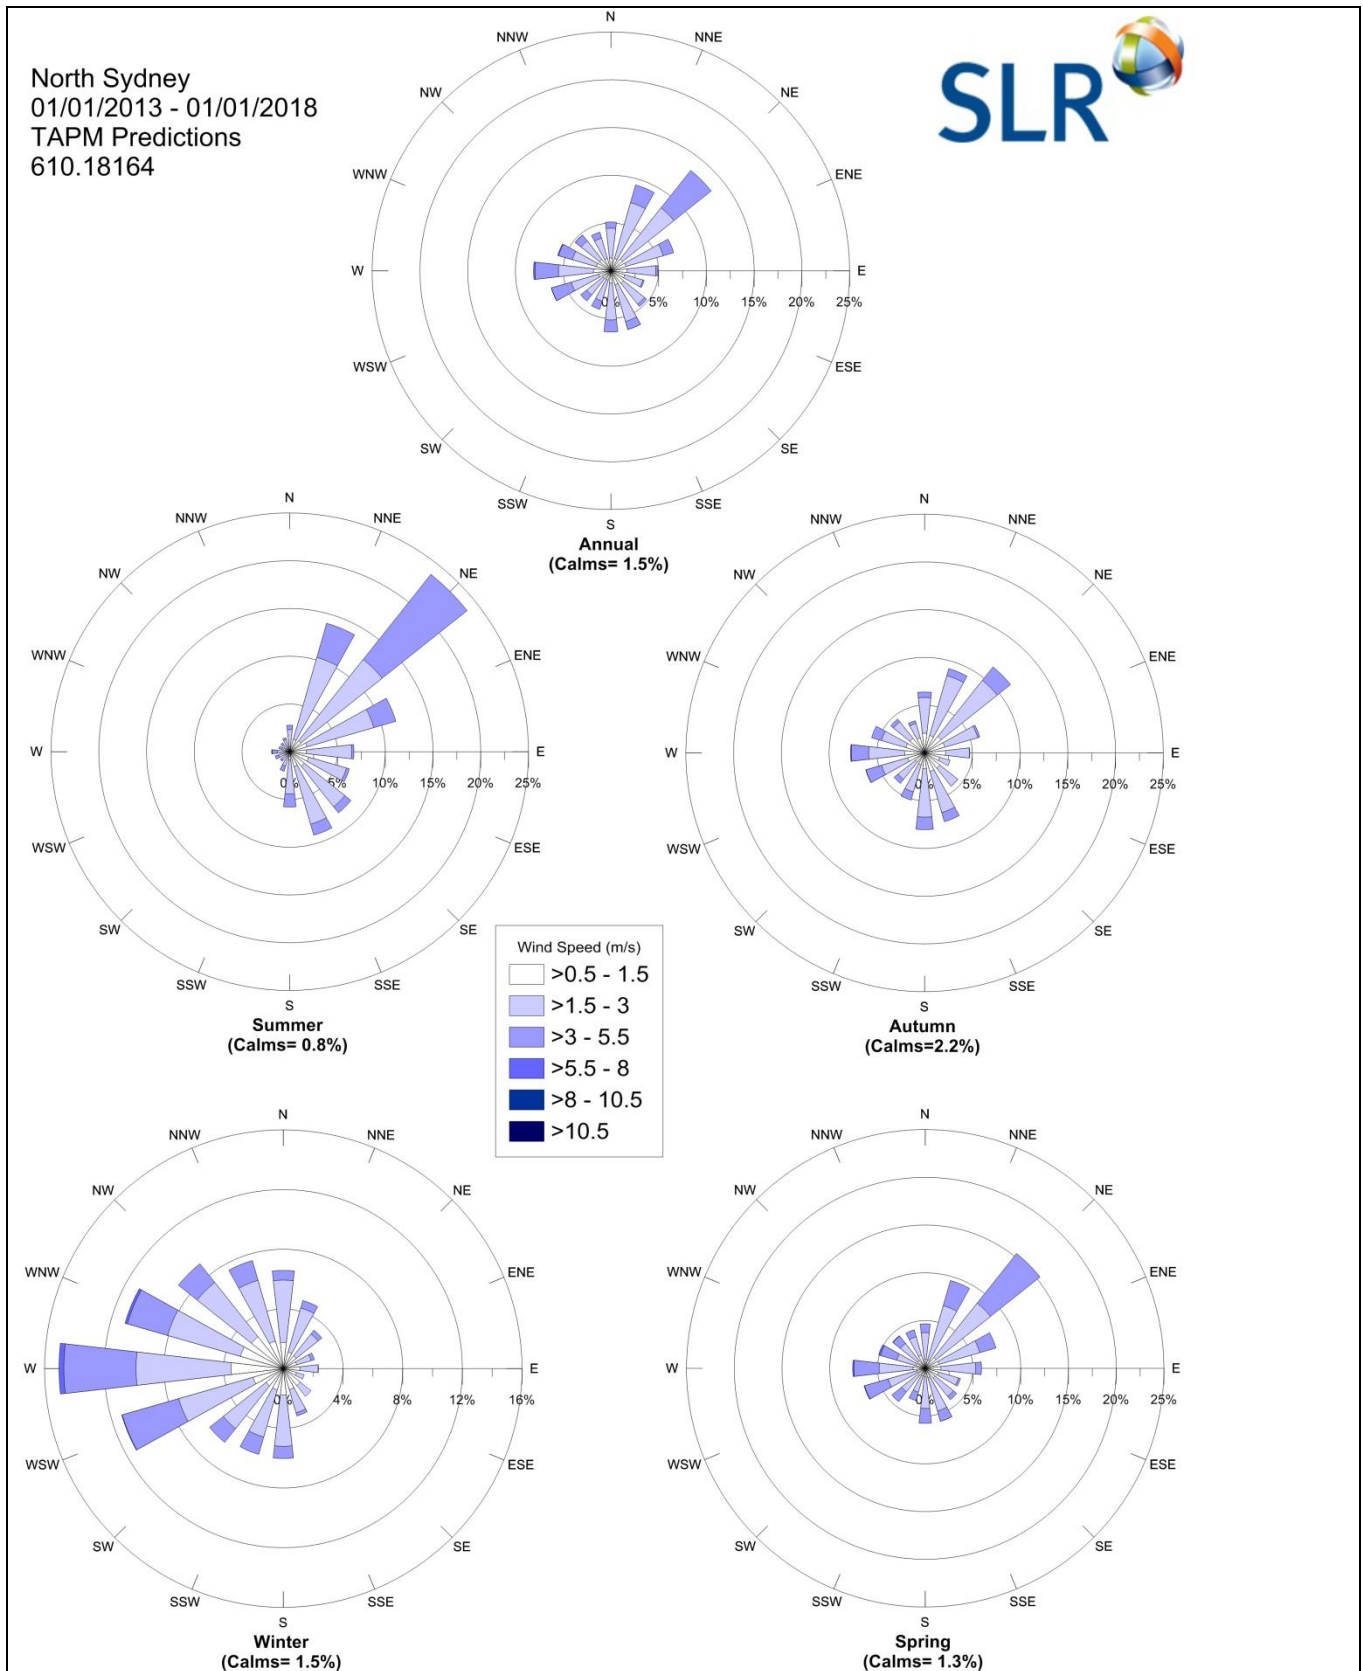 North Sydney
01/01/2013 - 01/01/2018
TAPM Predictions
610.18164
SLR
N
NNW
NNE
NW
NE
WNW
ENE
W
E
0%
5%
10%
15%
20%
25%
WSW
ESE
SW
SE
SSW
SSE
S
Annual
(Calms= 1.5%)
N
NNW
NNE
NW
NE
WNW
ENE
W
E
0%
5%
10%
15%
20%
25%
WSW
ESE
SW
SE
SSW
SSE
S
Summer
(Calms= 0.8%)
N
NNW
NNE
NW
NE
WNW
ENE
W
E
0%
5%
10%
15%
20%
25%
WSW
ESE
SW
SE
SSW
SSE
S
Autumn
(Calms=2.2%)
Wind Speed (m/s)
>0.5 - 1.5
>1.5 - 3
>3 - 5.5
>5.5 - 8
>8 - 10.5
>10.5
N
NNW
NNE
NW
NE
WNW
ENE
W
E
0%
4%
8%
12%
16%
WSW
ESE
SW
SE
SSW
SSE
S
Winter
(Calms= 1.5%)
N
NNW
NNE
NW
NE
WNW
ENE
W
E
0%
5%
10%
15%
20%
25%
WSW
ESE
SW
SE
SSW
SSE
S
Spring
(Calms= 1.3%)